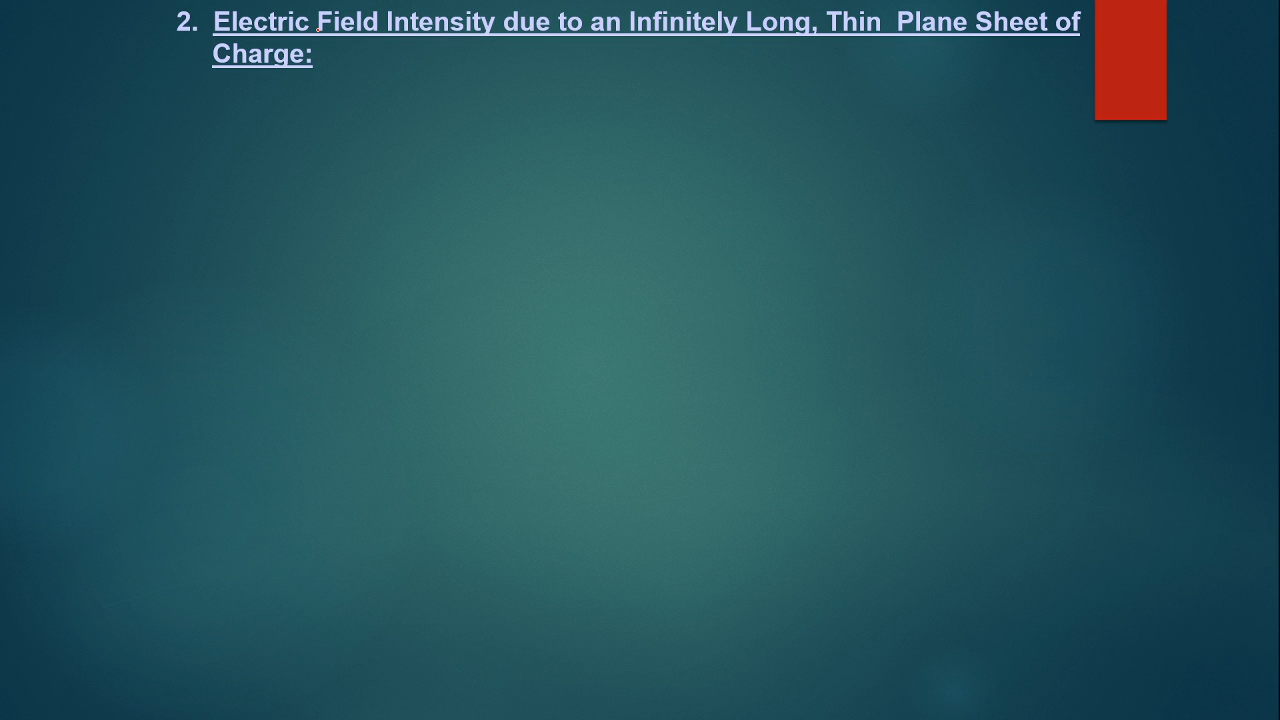 2. Electric Field Intensity due to an Infinitely Long, Thin  Plane Sheet of
Charge: